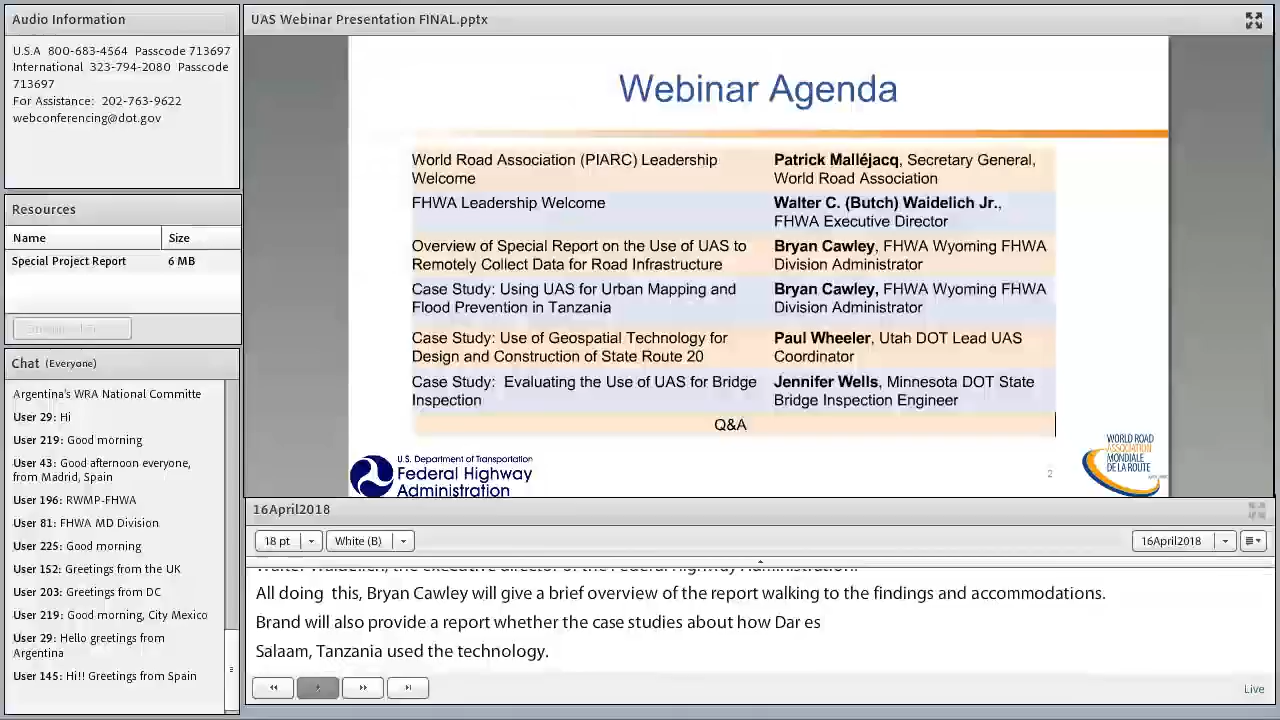 Audio Information
U.S.A 800-683-4564 Passcode 713697
International 323-794-2080 Passcode
713697
For Assistance: 202-763-9622
webconferencing@dot.gov
Resources
Name Size
Special Project Report 6 MB
Chat (Everyone)
Argentina's WRA National Committe
User 29: Hi
User 219: Good morning
User 43: Good afternoon everyone,
from Madrid, Spain
User 196: RWMP-FHWA
User 81: FHWA MD Division
User 225: Good morning
User 152: Greetings from the UK
User 203: Greetings from DC
User 219: Good morning, City Mexico
User 29: Hello greetings from
Argentina
User 145: Hi!! Greetings from Spain
UAS Webinar Presentation FINAL.pptx
Webinar Agenda
World Road Association (PIARC) Leadership
Welcome
Patrick Malléjacq, Secretary General,
World Road Association
FHWA Leadership Welcome
Walter C. (Butch) Waidelich Jr.,
FHWA Executive Director
Overview of Special Report on the Use of UAS to
Remotely Collect Data for Road Infrastructure
Bryan Cawley, FHWA Wyoming FHWA
Division Administrator
Case Study: Using UAS for Urban Mapping and
Flood Prevention in Tanzania
Bryan Cawley, FHWA Wyoming FHWA
Division Administrator
Case Study: Use of Geospatial Technology for
Design and Construction of State Route 20
Paul Wheeler, Utah DOT Lead UAS
Coordinator
Case Study: Evaluating the Use of UAS for Bridge
Inspection
Jennifer Wells, Minnesota DOT State
Bridge Inspection Engineer
Q&A
U.S. Department of Transportation
Federal Highway
Administration
2
WORLD ROAD
ASSOCIATION
MONDIALE
DE LA ROUTE
16April2018
18 pt
White (B)
16April2018
Walter Waidelich, the executive director of the Federal Highway Administration.
All doing this, Bryan Cawley will give a brief overview of the report walking to the findings and accommodations.
Brand will also provide a report whether the case studies about how Dar es
Salaam, Tanzania used the technology.
Live